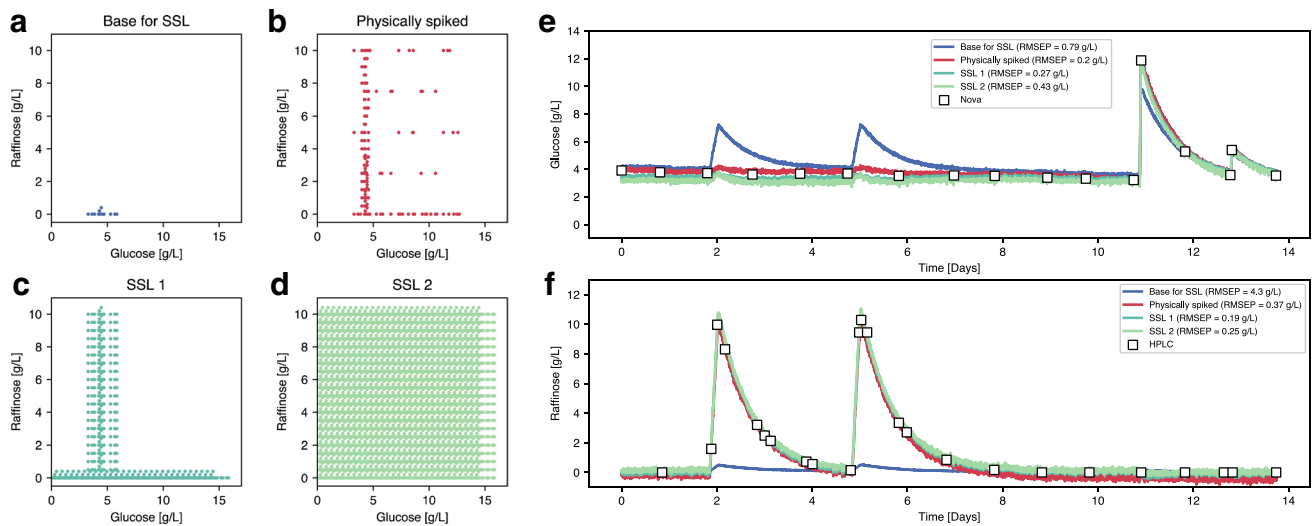 a
Base for SSL
Raffinose [g/L]
10
8
6
4
2
0
0 5 10 15
Glucose [g/L]
b
Physically spiked
Raffinose [g/L]
10
8
6
4
2
0
0 5 10 15
Glucose [g/L]
c
SSL 1
Raffinose [g/L]
10
8
6
4
2
0
0 5 10 15
Glucose [g/L]
d
SSL 2
Raffinose [g/L]
10
8
6
4
2
0
0 5 10 15
Glucose [g/L]
e
Glucose [g/L]
14
12
10
8
6
4
2
0
Base for SSL (RMSEP = 0.79 g/L)
Physically spiked (RMSEP = 0.2 g/L)
SSL 1 (RMSEP = 0.27 g/L)
SSL 2 (RMSEP = 0.43 g/L)
Nova
0 2 4 6 8 10 12 14
Time [Days]
f
Raffinose [g/L]
12
10
8
6
4
2
0
Base for SSL (RMSEP = 4.3 g/L)
Physically spiked (RMSEP = 0.37 g/L)
SSL 1 (RMSEP = 0.19 g/L)
SSL 2 (RMSEP = 0.25 g/L)
HPLC
0 2 4 6 8 10 12 14
Time [Days]